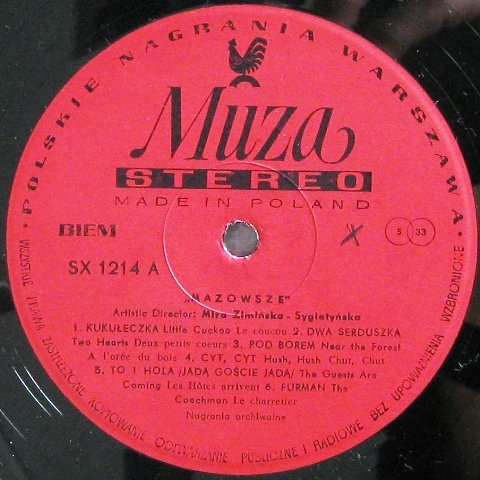 • POLSKIE NAGRANIA WARSZAWA •
Muza
STEREO
MADE IN POLAND
BIEM
S 33
SX 1214 A
„MAZOWSZE"
Artistic Director: Mira Zimińska - Sygietyńska
1. KUKUŁECZKA Little Cuckoo Le coucou 2. DWA SERDUSZKA
Two Hearts Deux petits coeurs 3. POD BOREM Near the Forest
A l'orée du bois 4. CYT, CYT Hush, Hush Chut, Chut
5. TO I HOLA /JADĄ GOŚCIE JADĄ/ The Guests Are
Coming Les Hôtes arrivent 6. FURMAN The
Coachman Le charretier
Nagrania archiwalne
WSZYSTKIE PRAWA ZASTRZEŻONE KOPIOWANIE ODTWARZANIE PUBLICZNE I RADIOWE BEZ UPOWAŻNIENIA WZBRONIONE